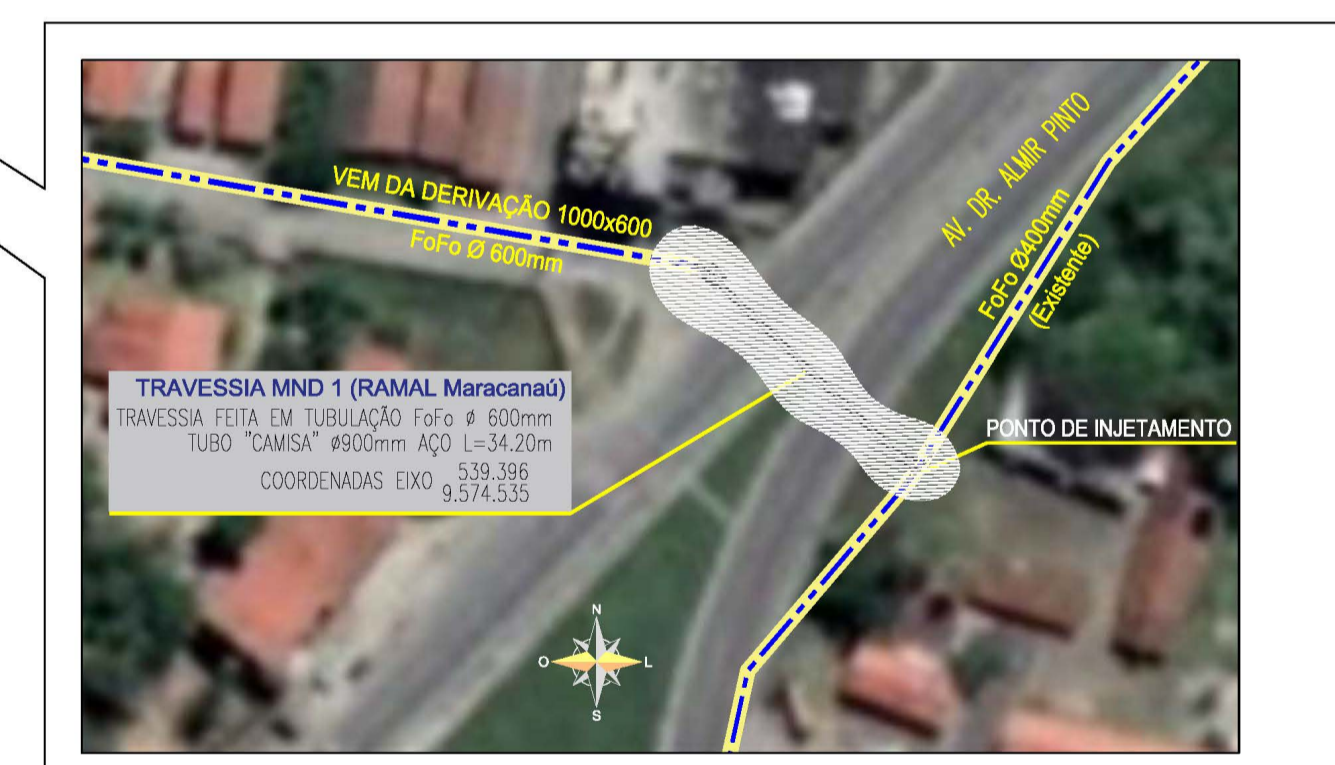 VEM DA DERIVAÇÃO 1000x600
FoFo Ø 600mm
AV. DR. ALMIR PINTO
FoFo Ø400mm
(Existente)
TRAVESSIA MND 1 (RAMAL Maracanaú)
TRAVESSIA FEITA EM TUBULAÇÃO FoFo Ø 600mm
TUBO "CAMISA" Ø900mm AÇO L=34.20m
COORDENADAS EIXO 539.396
9.574.535
PONTO DE INJETAMENTO
N
O L
S